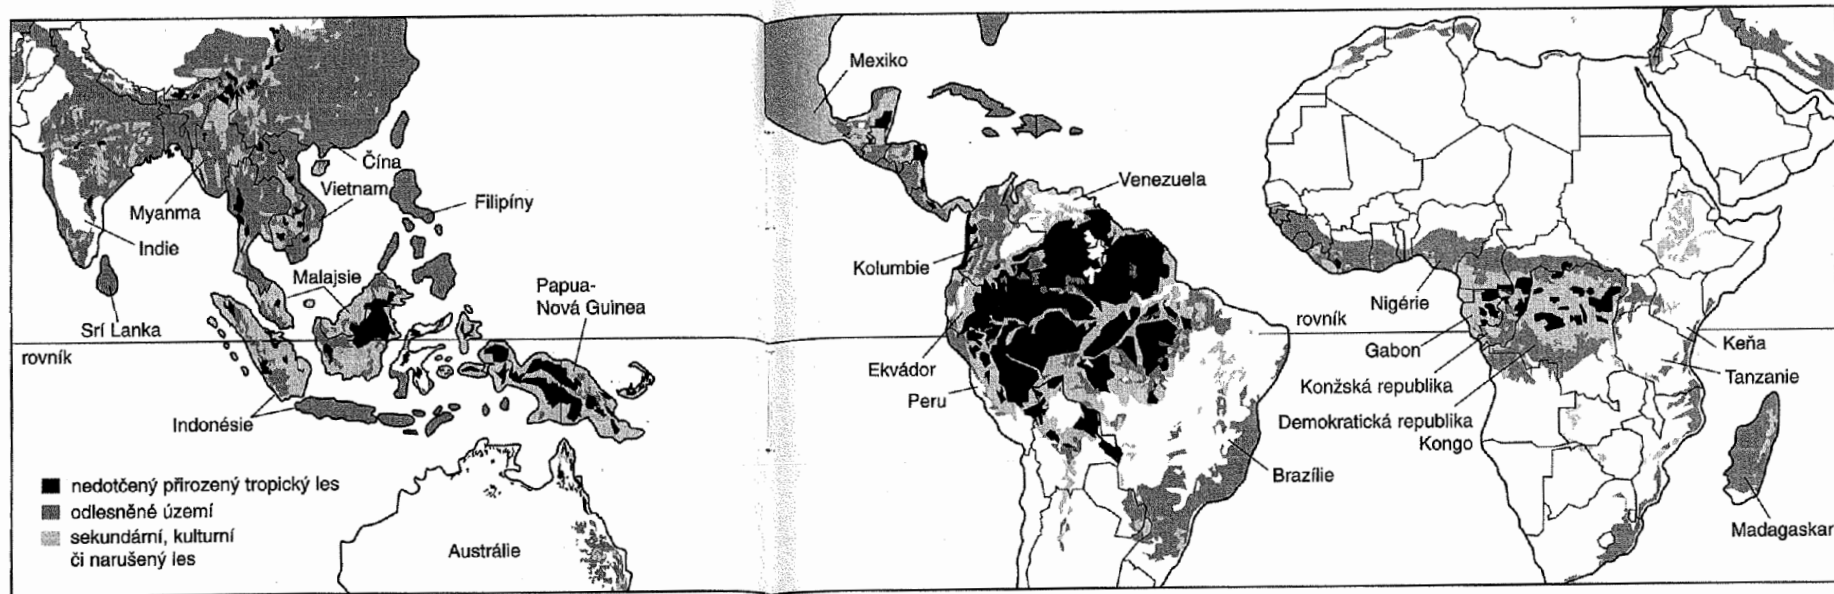 Čína
Vietnam
Filipíny
Myanma
Indie
Malajsie
Papua-
Nová Guinea
Srí Lanka
rovník
Indonésie
nedotčený přirozený tropický les
odlesněné území
sekundární, kulturní
či narušený les
Austrálie
Mexiko
Venezuela
Kolumbie
Ekvádor
Peru
Brazílie
rovník
Nigérie
Gabon
Konžská republika
Demokratická republika
Kongo
Keňa
Tanzanie
Madagaskar